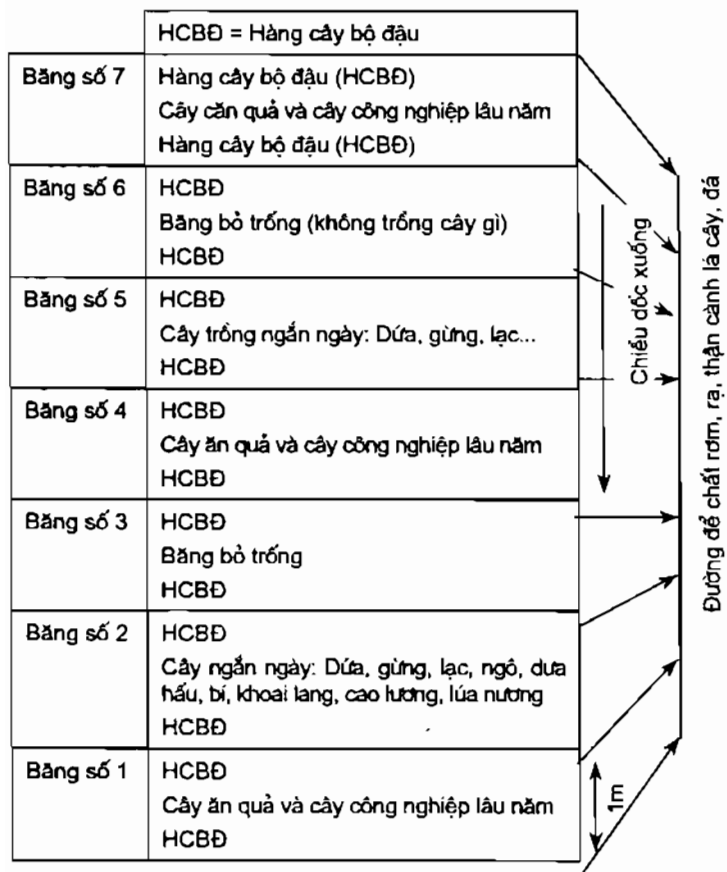 HCBĐ = Hàng cây bộ đậu
Băng số 7
Hàng cây bộ đậu (HCBĐ)
Cây căn quả và cây công nghiệp lâu năm
Hàng cây bộ đậu (HCBĐ)
Băng số 6
HCBĐ
Băng bỏ trống (không trồng cây gì)
HCBĐ
Băng số 5
HCBĐ
Cây trồng ngắn ngày: Dứa, gừng, lạc...
HCBĐ
Băng số 4
HCBĐ
Cây ăn quả và cây công nghiệp lâu năm
HCBĐ
Băng số 3
HCBĐ
Băng bỏ trống
HCBĐ
Băng số 2
HCBĐ
Cây ngắn ngày: Dứa, gừng, lạc, ngô, dưa
hấu, bí, khoai lang, cao lương, lúa nương
HCBĐ
Băng số 1
HCBĐ
Cây ăn quả và cây công nghiệp lâu năm
HCBĐ
Chiều dốc xuống
1m
Đường để chất rơm, rạ, thận cành lá cây, đá